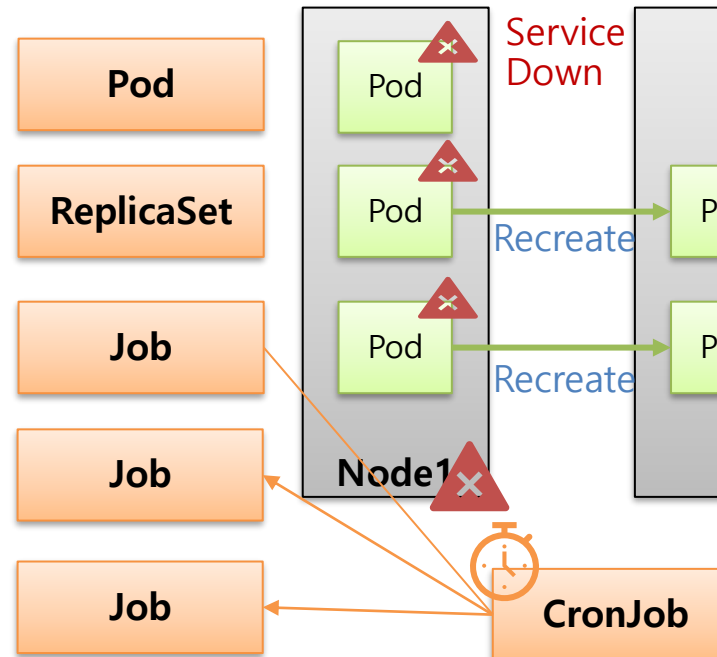 Pod
Pod
Service
Down
ReplicaSet
Pod
Recreate
P
Job
Pod
Recreate
P
Job
Node1
Job
CronJob